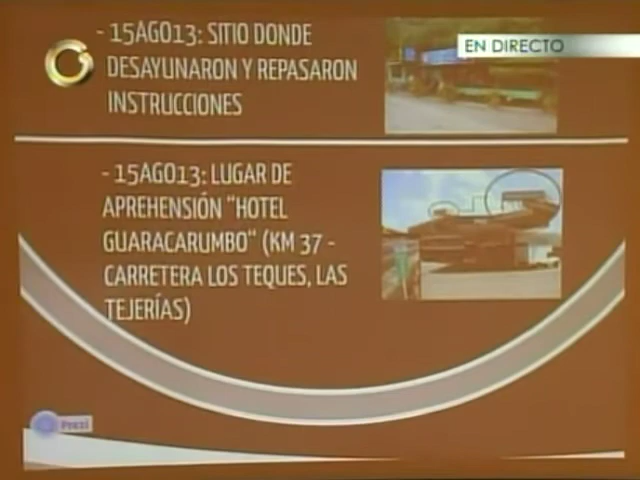 - 15AGO13: SITIO DONDE
DESAYUNARON Y REPASARON
INSTRUCCIONES
EN DIRECTO
- 15AGO13: LUGAR DE
APREHENSIÓN "HOTEL
GUARACARUMBO" (KM 37 -
CARRETERA LOS TEQUES, LAS
TEJERÍAS)
Prezi